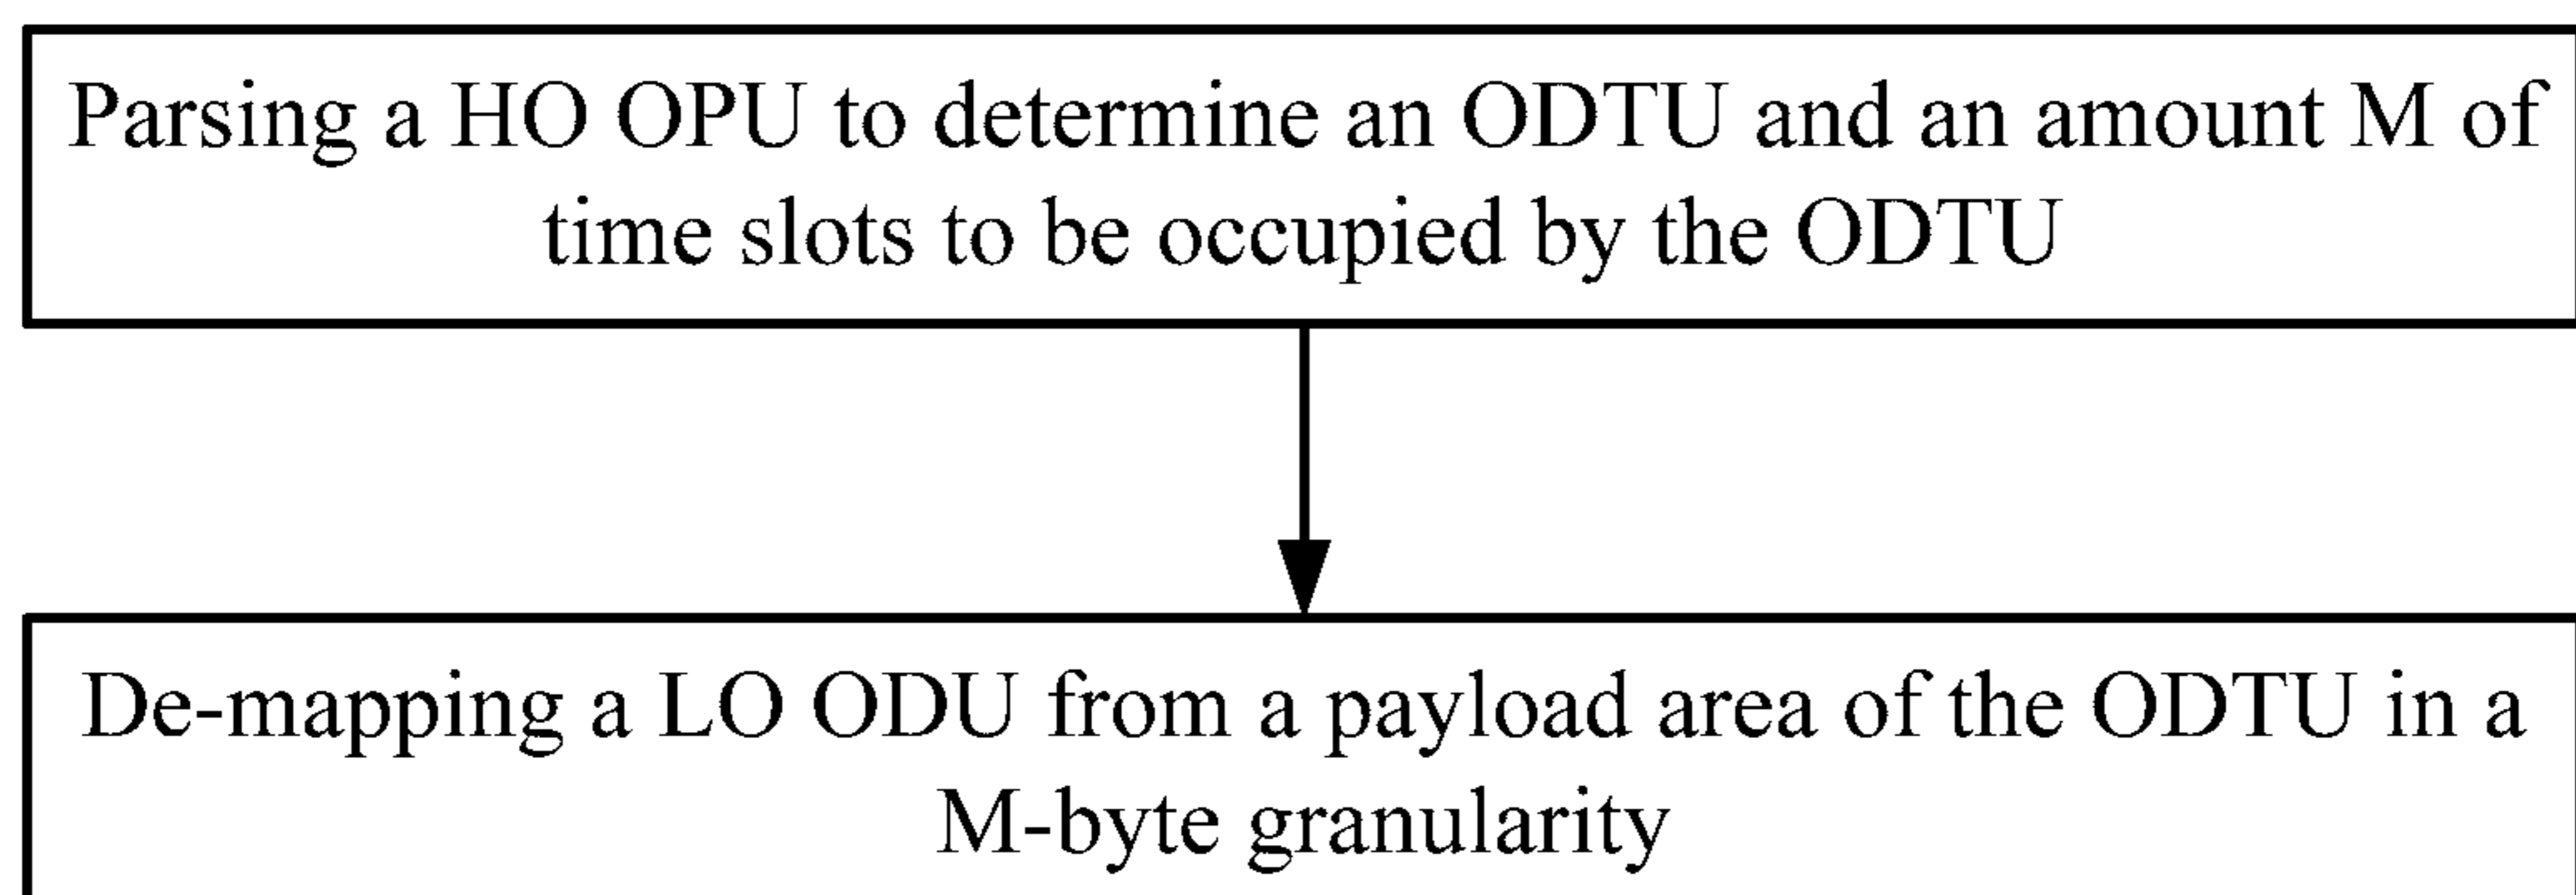 Parsing a HO OPU to determine an ODTU and an amount M of
time slots to be occupied by the ODTU
De-mapping a LO ODU from a payload area of the ODTU in a
M-byte granularity